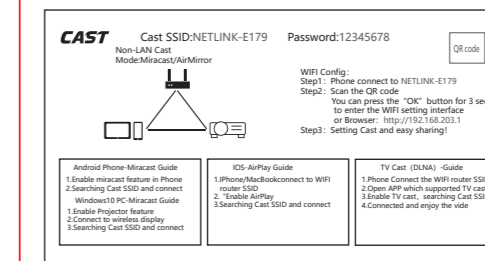 CAST Cast SSID:NETLINK-E179 Password:12345678
Non-LAN Cast
Mode:Miracast/AirMirror
QR code
WIFI Config:
Step1: Phone connect to NETLINK-E179
Step2: Scan the QR code
You can press the "OK" button for 3 sec
to enter the WIFI setting interface
or Browser: http://192.168.203.1
Step3: Setting Cast and easy sharing!
Android Phone-Miracast Guide
1.Enable miracast feature in Phone
2.Searching Cast SSID and connect
Windows10 PC-Miracast Guide
1.Enable Projector feature
2.Connect to wireless display
3.Searching Cast SSID and connect
IOS-AirPlay Guide
1.IPhone/MacBookconnect to WIFI
router SSID
2. "Enable AirPlay
3.Searching Cast SSID and connect
TV Cast (DLNA) -Guide
1.Phone Connect the WIFI router SSI
2.Open APP which supported TV cast
3.Enable TV cast, searching Cast SSI
4.Connected and enjoy the vide